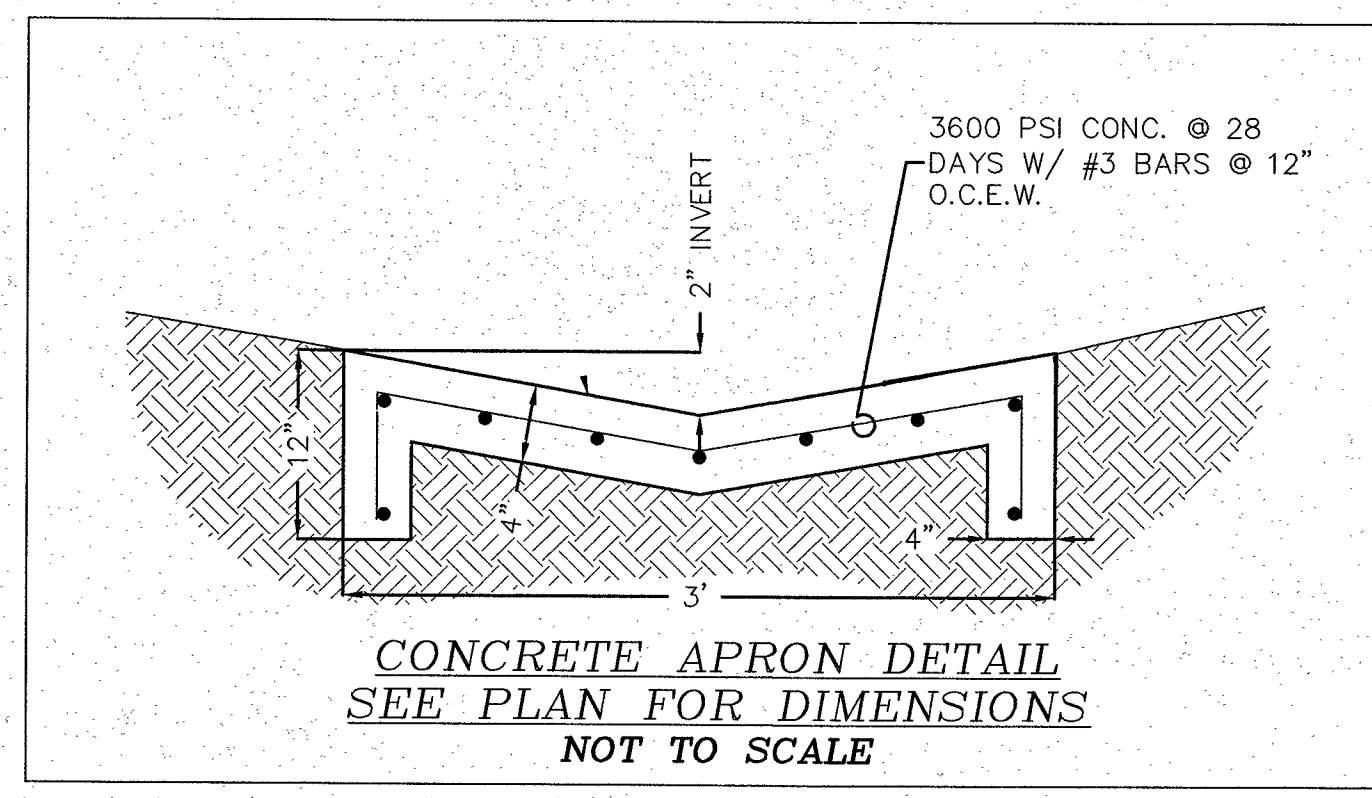 3600 PSI CONC. @ 28
DAYS W/ #3 BARS @ 12"
O.C.E.W.
2" INVERT
12"
4"
4"
3'
CONCRETE APRON DETAIL
SEE PLAN FOR DIMENSIONS
NOT TO SCALE